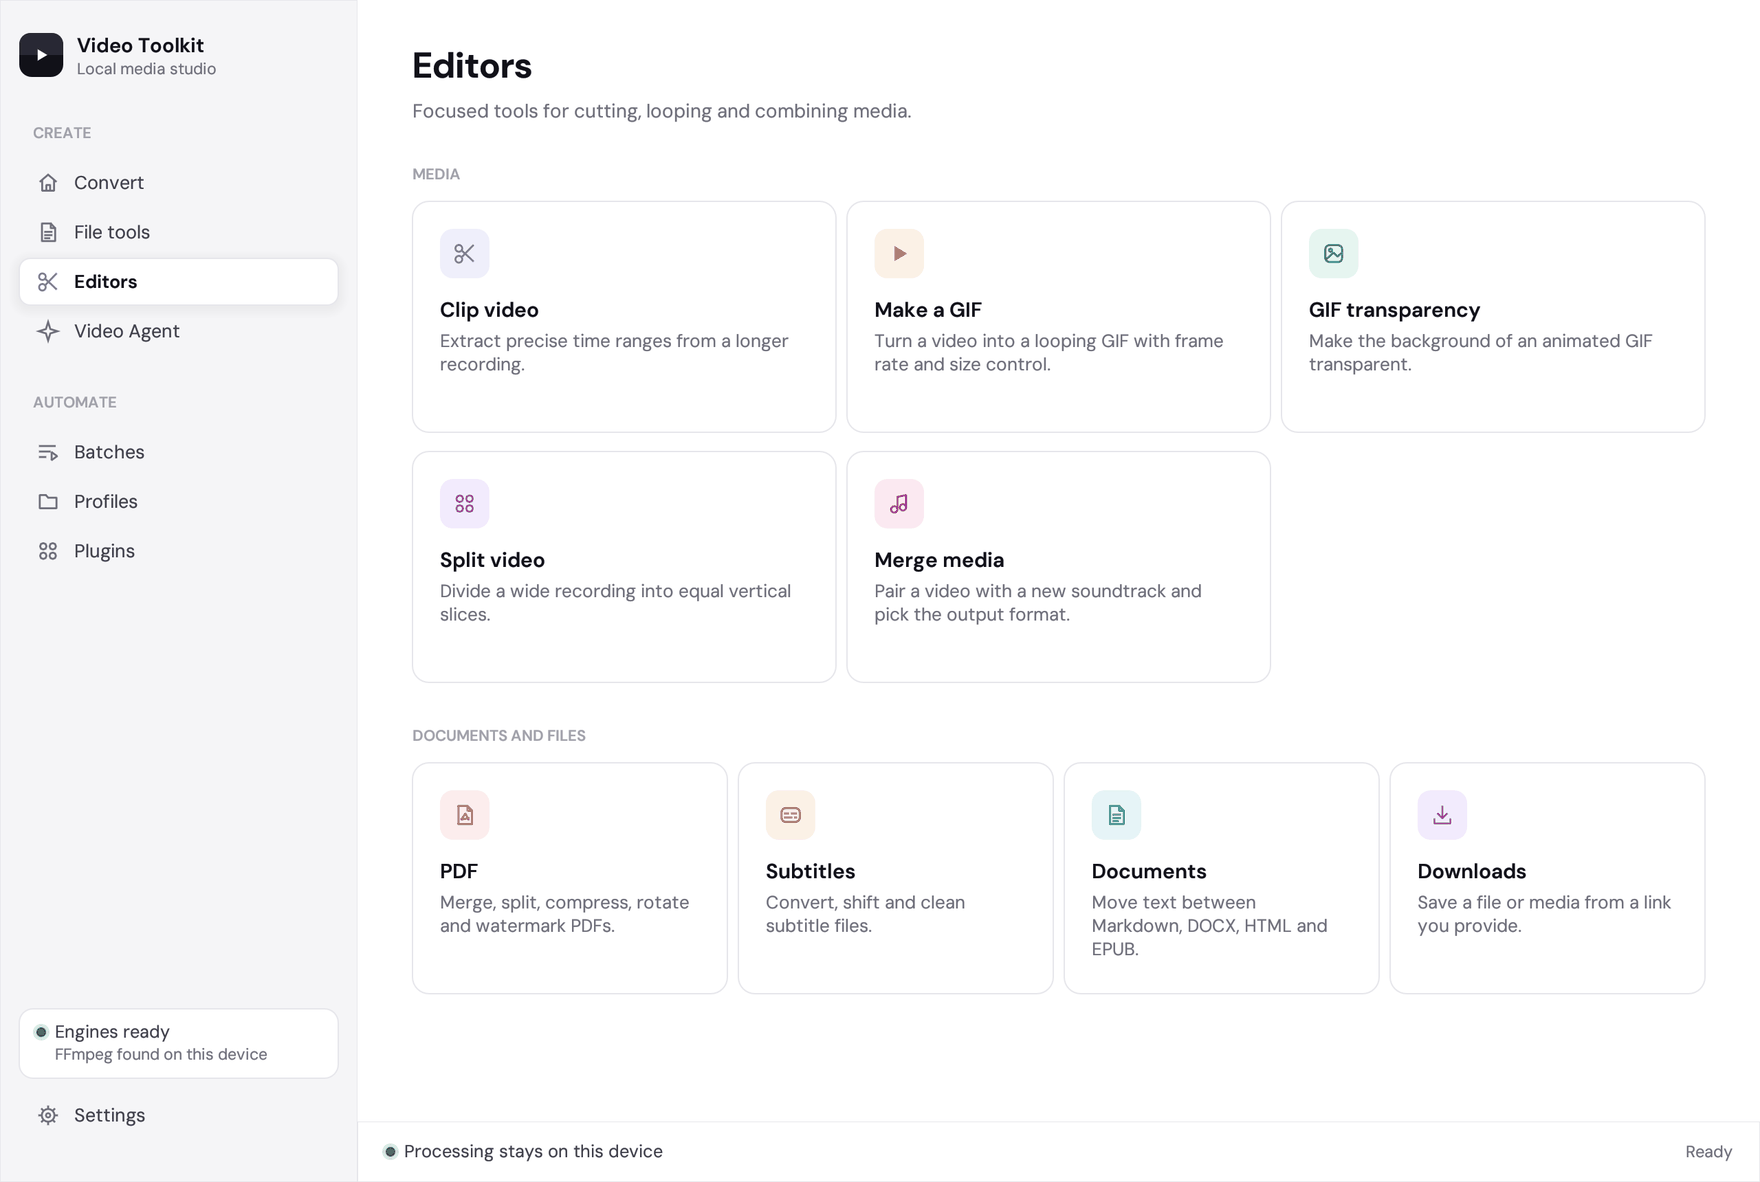 Video Toolkit
Local media studio
CREATE
Convert
File tools
Editors
Video Agent
AUTOMATE
Batches
Profiles
Plugins
Engines ready
FFmpeg found on this device
Settings
Editors
Focused tools for cutting, looping and combining media.
MEDIA
Clip video
Extract precise time ranges from a longer
recording.
Make a GIF
Turn a video into a looping GIF with frame
rate and size control.
GIF transparency
Make the background of an animated GIF
transparent.
Split video
Divide a wide recording into equal vertical
slices.
Merge media
Pair a video with a new soundtrack and
pick the output format.
DOCUMENTS AND FILES
PDF
Merge, split, compress, rotate
and watermark PDFs.
Subtitles
Convert, shift and clean
subtitle files.
Documents
Move text between
Markdown, DOCX, HTML and
EPUB.
Downloads
Save a file or media from a link
you provide.
Processing stays on this device
Ready